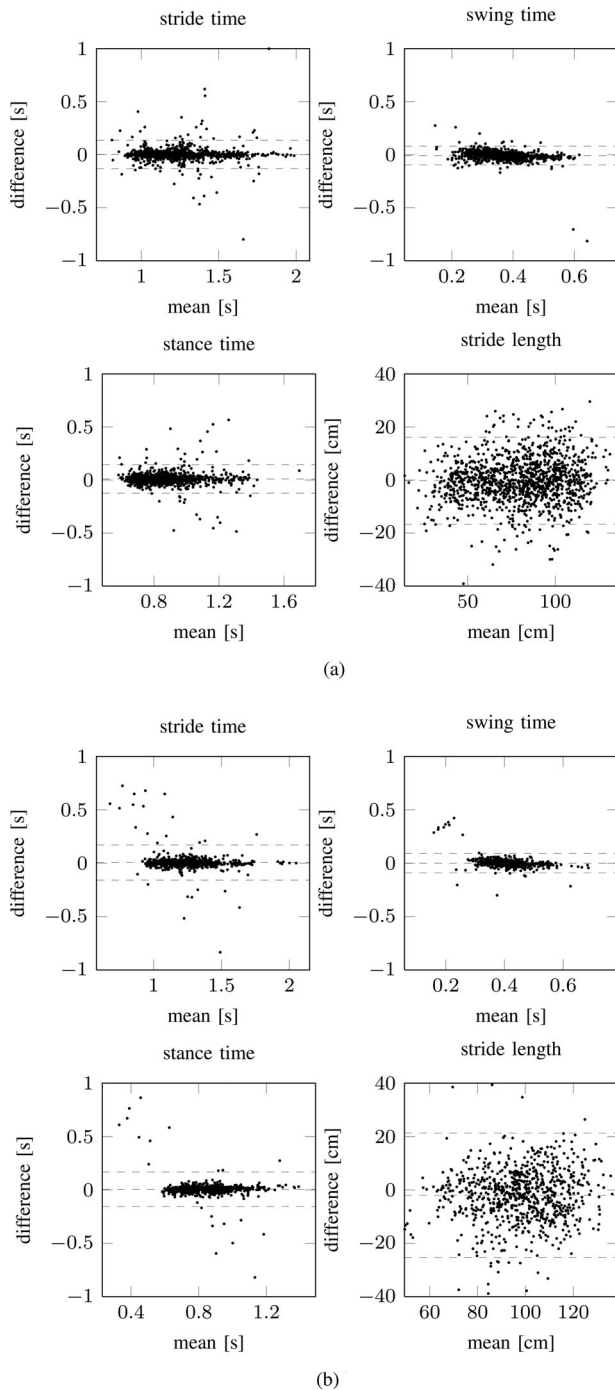 stride time
swing time
1
0.5
0
−0.5
−1
difference [s]
1
1.5
2
mean [s]
1
0.5
0
−0.5
−1
difference [s]
0.2
0.4
0.6
mean [s]
stance time
stride length
1
0.5
0
−0.5
−1
difference [s]
0.8
1.2
1.6
mean [s]
40
20
0
−20
−40
difference [cm]
50
100
mean [cm]
(a)
stride time
swing time
1
0.5
0
−0.5
−1
difference [s]
1
1.5
2
mean [s]
1
0.5
0
−0.5
−1
difference [s]
0.2
0.4
0.6
mean [s]
stance time
stride length
1
0.5
0
−0.5
−1
difference [s]
0.4
0.8
1.2
mean [s]
40
20
0
−20
−40
difference [cm]
60
80
100
120
mean [cm]
(b)